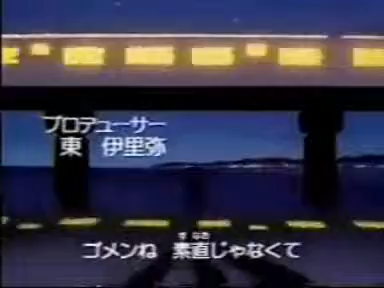 プロデューサー
東 伊里弥
ゴメンね 素直じゃなくて